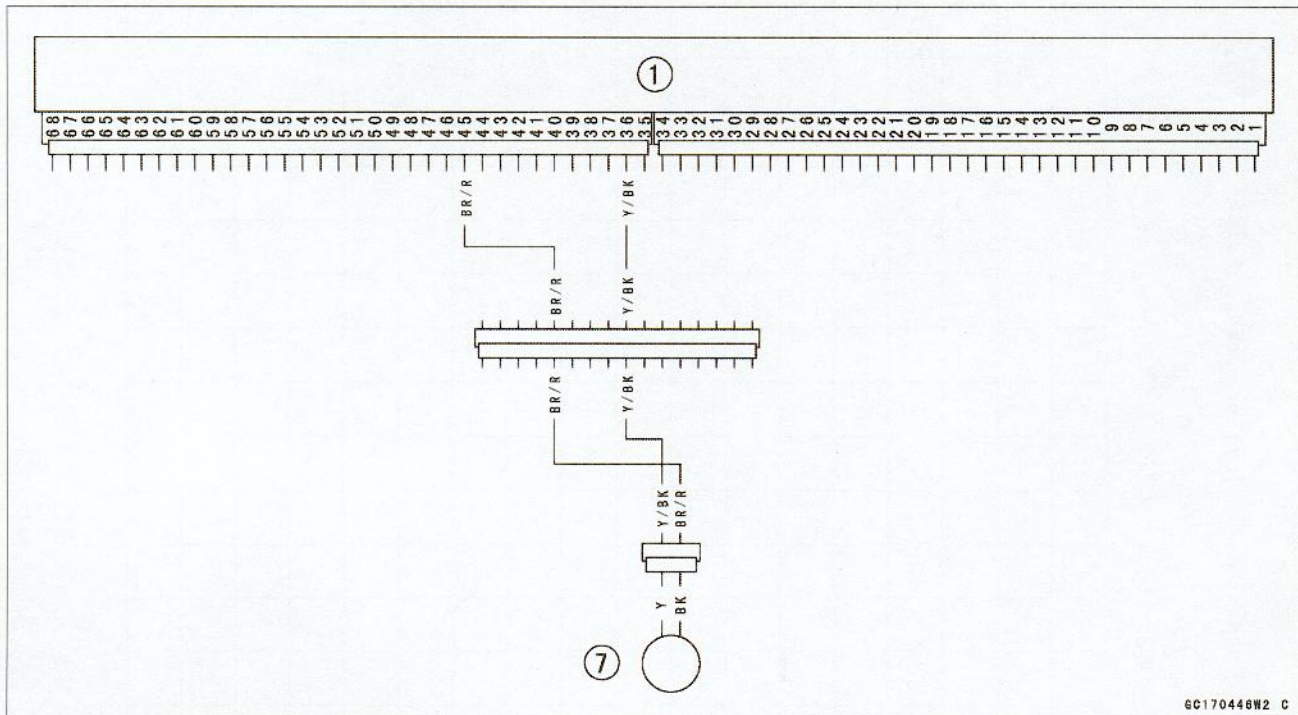 ①
68 67 66 65 64 63 62 61 60 59 58 57 56 55 54 53 52 51 50 49 48 47 46 45 44 43 42 41 40 39 38 37 36 35 34 33 32 31 30 29 28 27 26 25 24 23 22 21 20 19 18 17 16 15 14 13 12 11 10 9 8 7 6 5 4 3 2 1
BR/R Y/BK
BR/R Y/BK
BR/R Y/BK
Y/BK BR/R
Y BK
⑦
GC170446W2 C